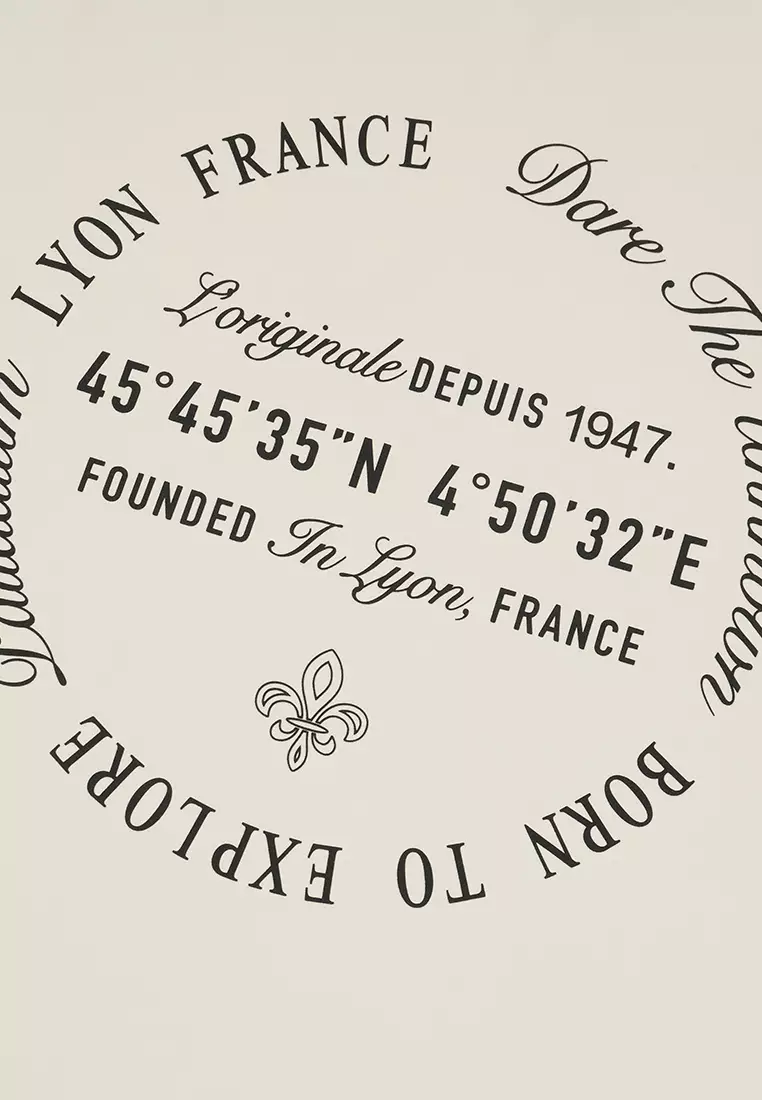 LYON FRANCE
Dare The Unknown
BORN TO EXPLORE
L'originale DEPUIS 1947.
45°45'35"N 4°50'32"E
FOUNDED In Lyon, FRANCE